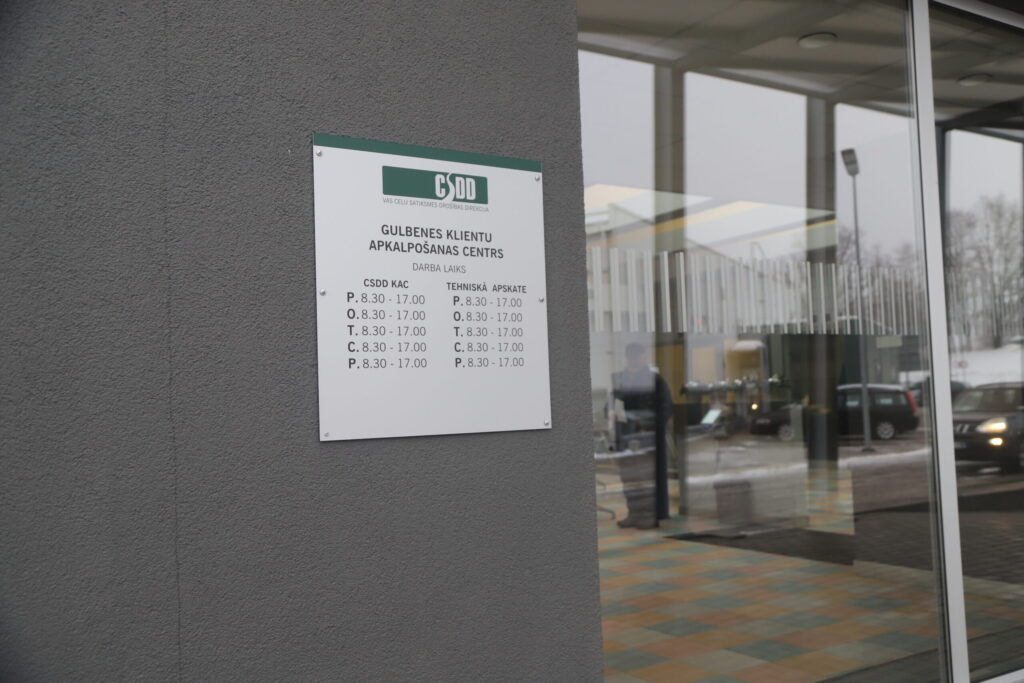 CSDD
VAS CEĻU SATIKSMES DROŠĪBAS DIREKCIJA
GULBENES KLIENTU
APKALPOŠANAS CENTRS
DARBA LAIKS
CSDD KAC TEHNISKĀ APSKATE
P. 8.30 - 17.00 P. 8.30 - 17.00
O. 8.30 - 17.00 O. 8.30 - 17.00
T. 8.30 - 17.00 T. 8.30 - 17.00
C. 8.30 - 17.00 C. 8.30 - 17.00
P. 8.30 - 17.00 P. 8.30 - 17.00